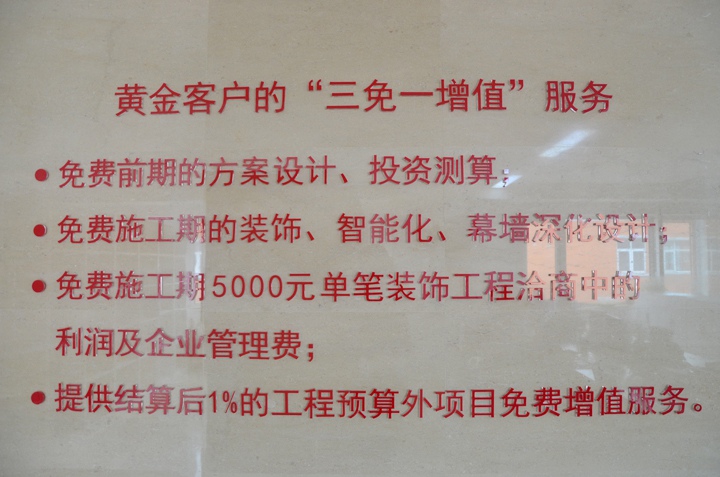 黄金客户的“三免一增值”服务
●免费前期的方案设计、投资测算;
●免费施工期的装饰、智能化、幕墙深化设计;
●免费施工期5000元单笔装饰工程洽商中的
利润及企业管理费;
●提供结算后1%的工程预算外项目免费增值服务。